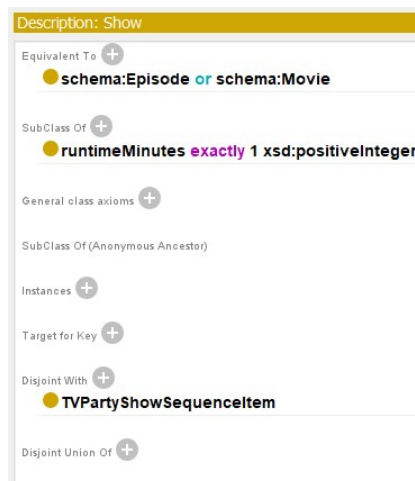 Description: Show
Equivalent To
schema:Episode or schema:Movie
SubClass Of
runtimeMinutes exactly 1 xsd:positiveInteger
General class axioms
SubClass Of (Anonymous Ancestor)
Instances
Target for Key
Disjoint With
TVPartyShowSequenceItem
Disjoint Union Of